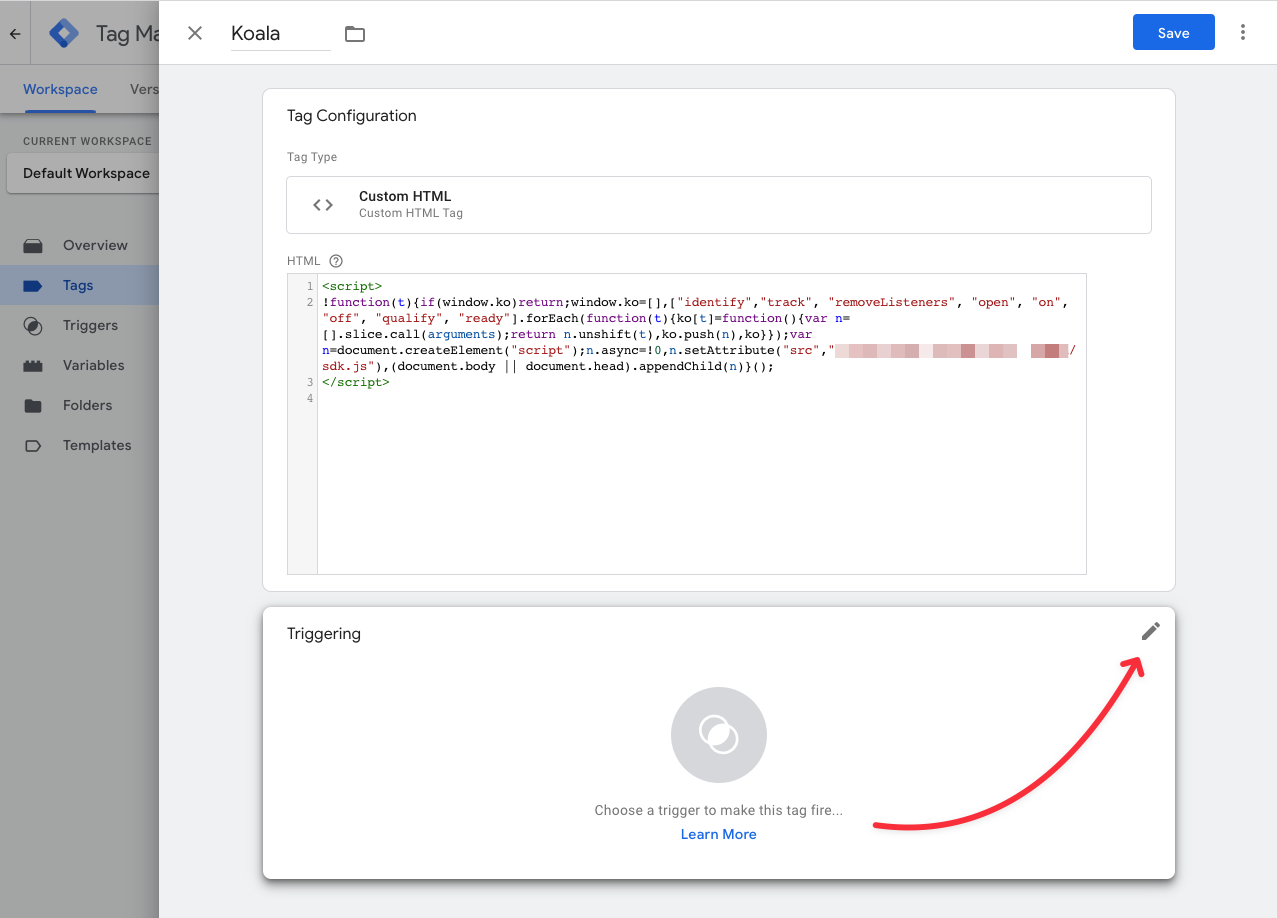 Tag Ma
Koala
Save
Workspace
Vers
CURRENT WORKSPACE
Default Workspace
Overview
Tags
Triggers
Variables
Folders
Templates
Tag Configuration
Tag Type
Custom HTML
Custom HTML Tag
HTML
1 <script>
2 !function(t){if(window.ko)return;window.ko=[],["identify","track", "removeListeners", "open", "on",
"off", "qualify", "ready"].forEach(function(t){ko[t]=function(){var n=
[].slice.call(arguments);return n.unshift(t),ko.push(n),ko}});var
n=document.createElement("script");n.async=!0,n.setAttribute("src","/
sdk.js"),(document.body || document.head).appendChild(n)}();
3 </script>
4
Triggering
Choose a trigger to make this tag fire...
Learn More